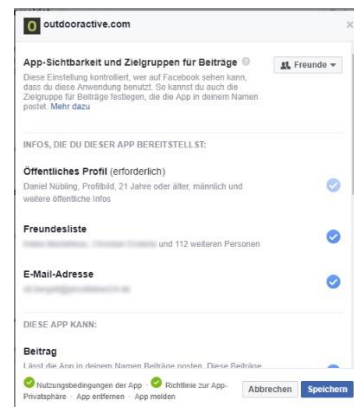 outdooractive.com
App-Sichtbarkeit und Zielgruppen für Beiträge
Freunde
Diese Einstellung kontrolliert, wer auf Facebook sehen kann,
dass du diese Anwendung benutzt. So kannst du auch die
Zielgruppe für Beiträge festlegen, die die App in deinem Namen
postet. Mehr dazu
INFOS, DIE DU DIESER APP BEREITSTELLST:
Öffentliches Profil (erforderlich)
Daniel Nübling, Profilbild, 21 Jahre oder älter, männlich und
weitere öffentliche Infos
Freundesliste
und 112 weiteren Personen
E-Mail-Adresse
DIESE APP KANN:
Beitrag
Lässt die App in deinem Namen Beiträge posten. Diese Beiträge
Nutzungsbedingungen der App · Richtlinie zur App-
Privatsphäre · App entfernen · App melden
Abbrechen
Speichern